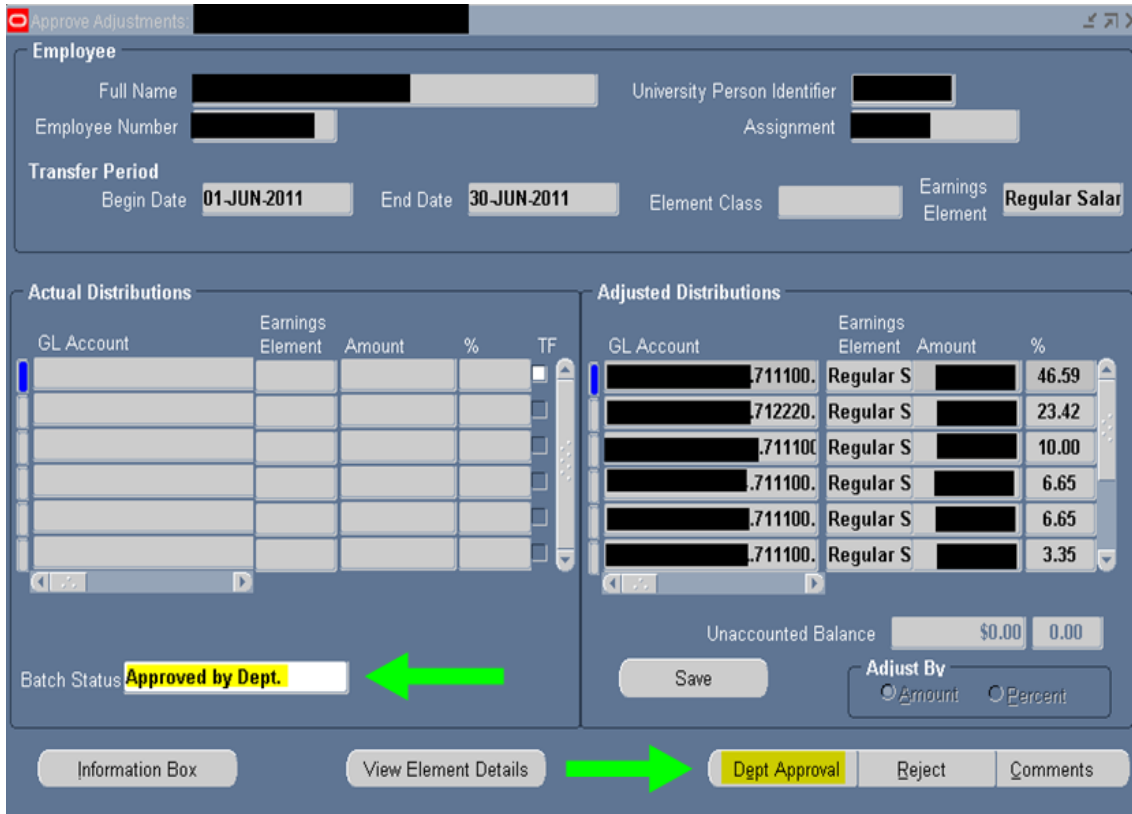 Approve Adjustments:
Employee
Full Name
University Person Identifier
Employee Number
Assignment
Transfer Period
Begin Date 01-JUN-2011 End Date 30-JUN-2011 Element Class Earnings Element Regular Salar
Actual Distributions
GL Account Earnings Element Amount % TF
Adjusted Distributions
GL Account Earnings Element Amount %
.711100. Regular S 46.59
.712220. Regular S 23.42
.71110 Regular S 10.00
.711100. Regular S 6.65
.711100. Regular S 6.65
.711100. Regular S 3.35
Unaccounted Balance $0.00 0.00
Batch Status Approved by Dept.
Save
Adjust By
Amount Percent
Information Box View Element Details Dept Approval Reject Comments